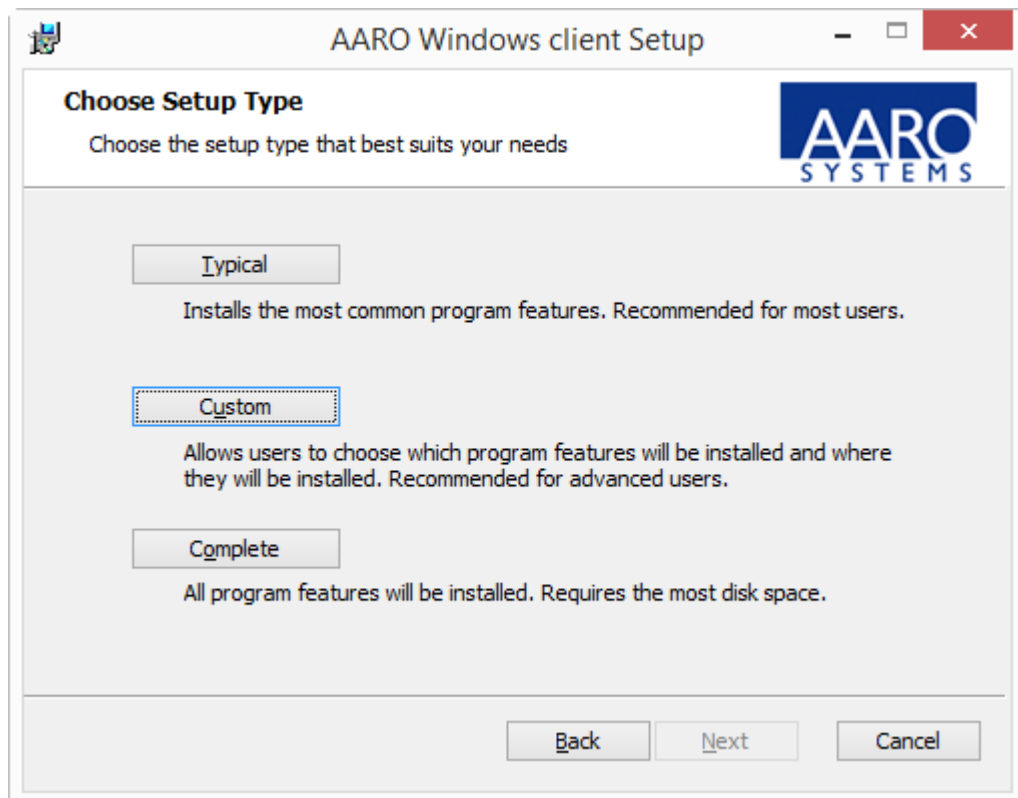 AARO Windows client Setup
Choose Setup Type
Choose the setup type that best suits your needs
AARO
SYSTEMS
Typical
Installs the most common program features. Recommended for most users.
Custom
Allows users to choose which program features will be installed and where
they will be installed. Recommended for advanced users.
Complete
All program features will be installed. Requires the most disk space.
Back Next Cancel